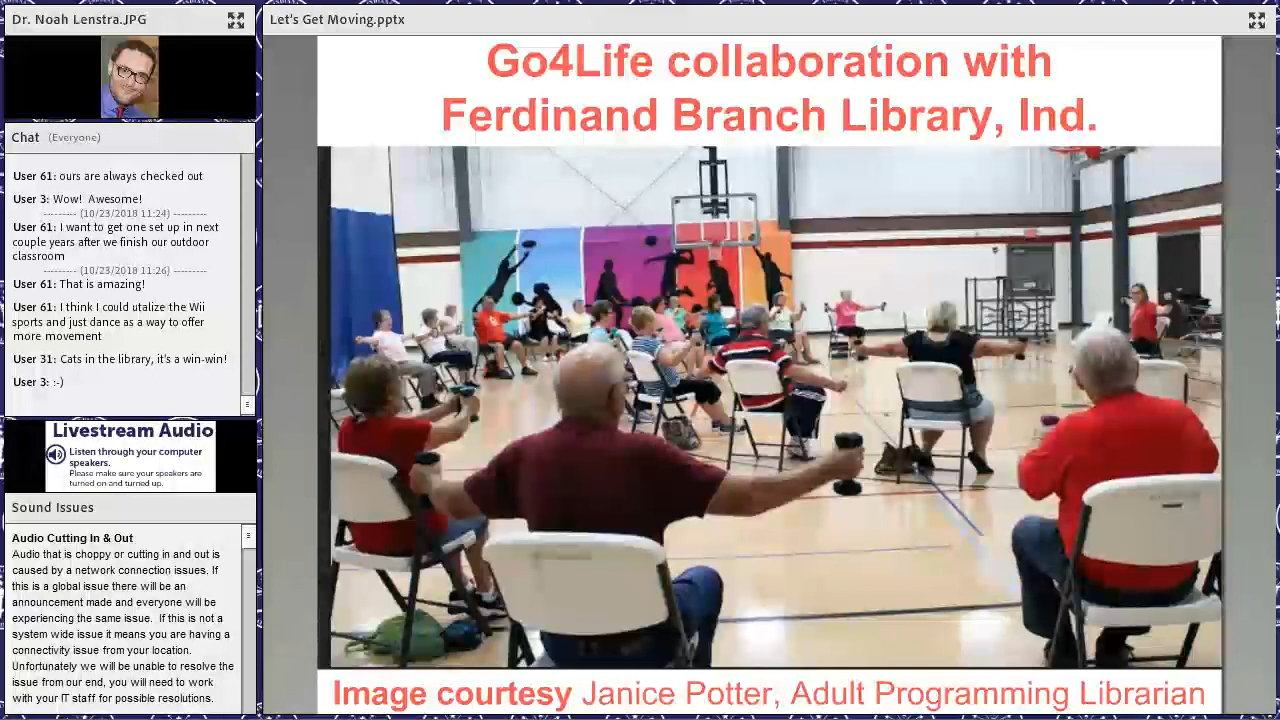 Dr. Noah Lenstra.JPG
Let's Get Moving.pptx
Go4Life collaboration with
Ferdinand Branch Library, Ind.
Image courtesy Janice Potter, Adult Programming Librarian
Chat (Everyone)
User 61: ours are always checked out
User 3: Wow! Awesome!
--------- (10/23/2018 11:24) --------
User 61: I want to get one set up in next
couple years after we finish our outdoor
classroom
--------- (10/23/2018 11:26) --------
User 61: That is amazing!
User 61: I think I could utalize the Wii
sports and just dance as a way to offer
more movement
User 31: Cats in the library, it's a win-win!
User 3: :-)
Livestream Audio
Listen through your computer
speakers.
Please make sure your speakers are
turned on and turned up.
Sound Issues
Audio Cutting In & Out
Audio that is choppy or cutting in and out is
caused by a network connection issues. If
this is a global issue there will be an
announcement made and everyone will be
experiencing the same issue. If this is not a
system wide issue it means you are having a
connectivity issue from your location.
Unfortunately we will be unable to resolve the
issue from our end, you will need to work
with your IT staff for possible resolutions.